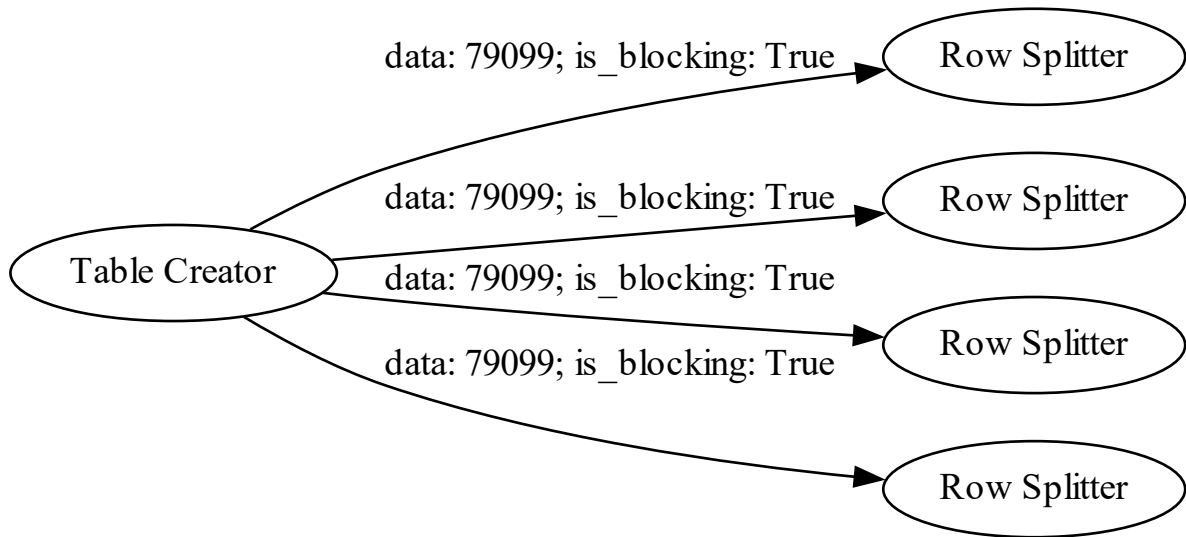 data: 79099; is_blocking: True
Row Splitter
data: 79099; is_blocking: True
Row Splitter
Table Creator
data: 79099; is_blocking: True
Row Splitter
data: 79099; is_blocking: True
Row Splitter